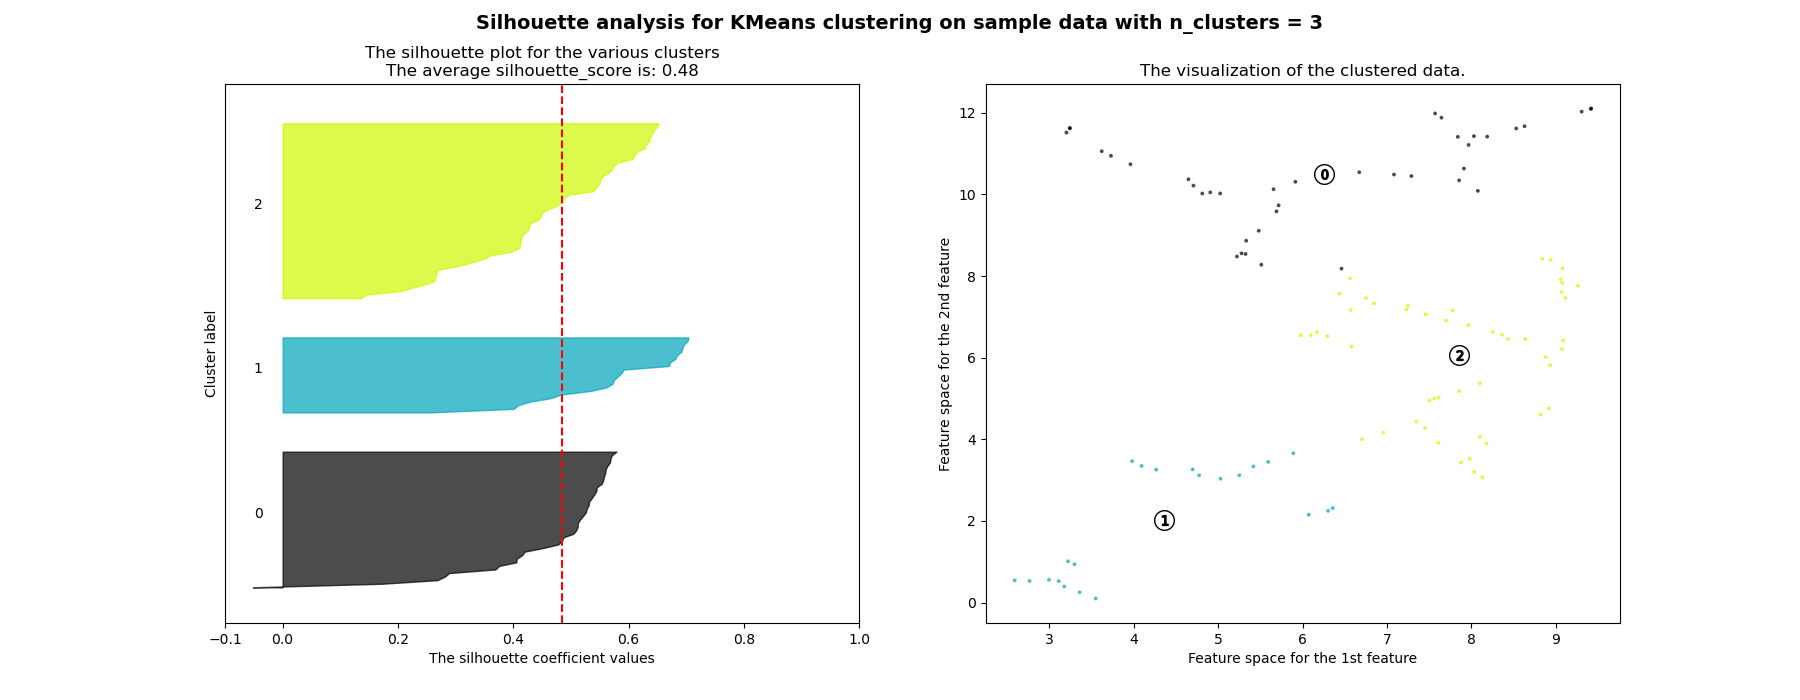 Silhouette analysis for KMeans clustering on sample data with n_clusters = 3
The silhouette plot for the various clusters
The average silhouette_score is: 0.48
2
1
0
Cluster label
−0.1 0.0 0.2 0.4 0.6 0.8 1.0
The silhouette coefficient values
The visualization of the clustered data.
12
10
8
6
4
2
0
Feature space for the 2nd feature
0
2
1
3 4 5 6 7 8 9
Feature space for the 1st feature